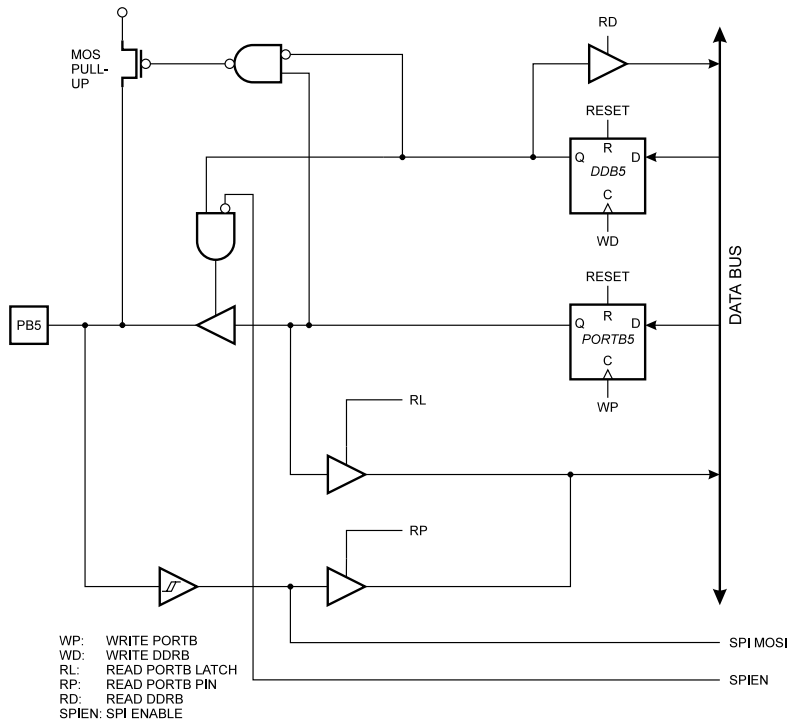 RD
MOS
PULL-
UP
RESET
R
Q
D
DDB5
C
WD
DATA BUS
RESET
R
PB5
Q
D
PORTB5
C
WP
RL
RP
WP: WRITE PORTB
WD: WRITE DDRB
RL: READ PORTB LATCH
RP: READ PORTB PIN
RD: READ DDRB
SPIEN: SPI ENABLE
SPI MOSI
SPIEN